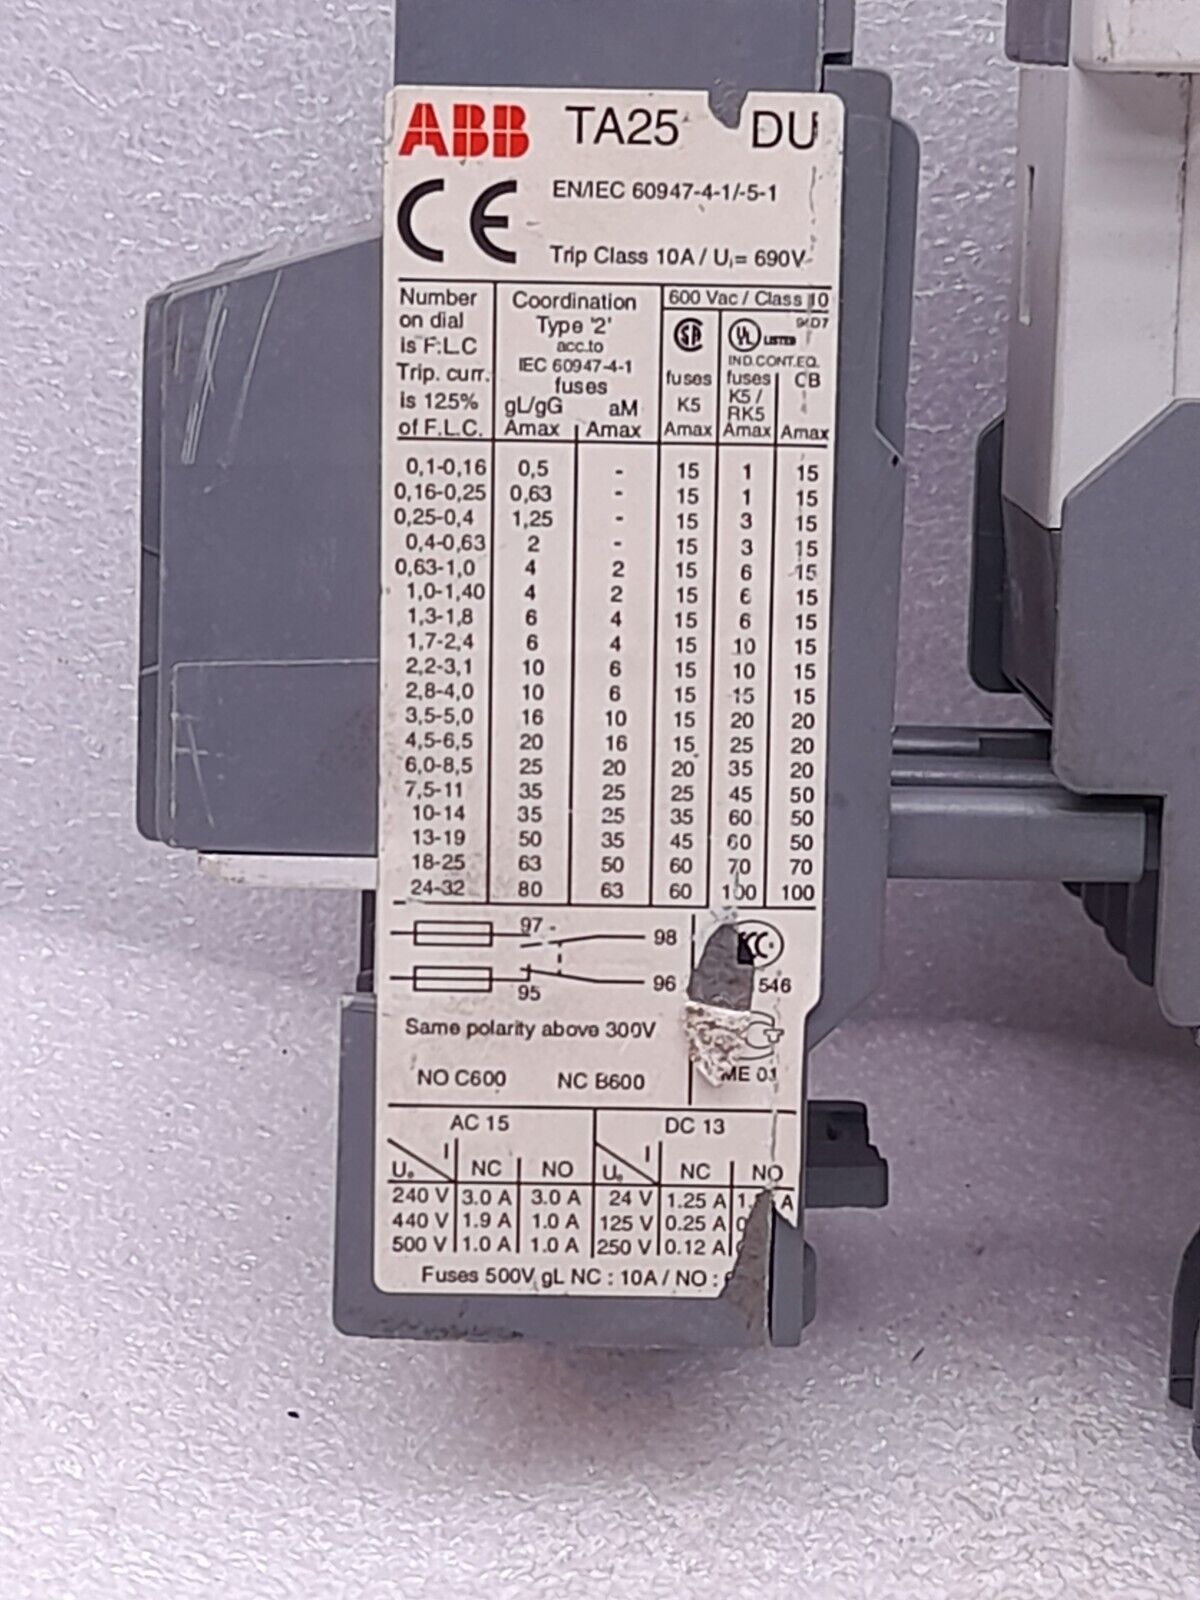 ABB TA25 DU
CE EN/IEC 60947-4-1/-5-1
Trip Class 10A / Ui = 690V
Number on dial is F.L.C Trip. curr. is 125% of F.L.C.
Coordination Type '2' acc.to IEC 60947-4-1 fuses
gL/gG Amax aM Amax
600 Vac / Class 10
SA fuses K5 Amax
UL LISTED 94D7
IND.CONT.EQ.
fuses K5 / RK5 Amax CB Amax
0,1-0,16 0,5 - 15 1 15
0,16-0,25 0,63 - 15 1 15
0,25-0,4 1,25 - 15 3 15
0,4-0,63 2 - 15 3 15
0,63-1,0 4 2 15 6 15
1,0-1,40 4 2 15 6 15
1,3-1,8 6 4 15 6 15
1,7-2,4 6 4 15 10 15
2,2-3,1 10 6 15 10 15
2,8-4,0 10 6 15 15 15
3,5-5,0 16 10 15 20 20
4,5-6,5 20 16 15 25 20
6,0-8,5 25 20 20 35 20
7,5-11 35 25 25 45 50
10-14 35 25 35 60 50
13-19 50 35 45 60 50
18-25 63 50 60 70 70
24-32 80 63 60 100 100
97 98
95 96
546
Same polarity above 300V
NO C600 NC B600
ME 01
AC 15 DC 13
Ue I NC NO Ue I NC NO
240 V 3.0 A 3.0 A 24 V 1.25 A
440 V 1.9 A 1.0 A 125 V 0.25 A
500 V 1.0 A 1.0 A 250 V 0.12 A
Fuses 500V gL NC : 10A / NO :